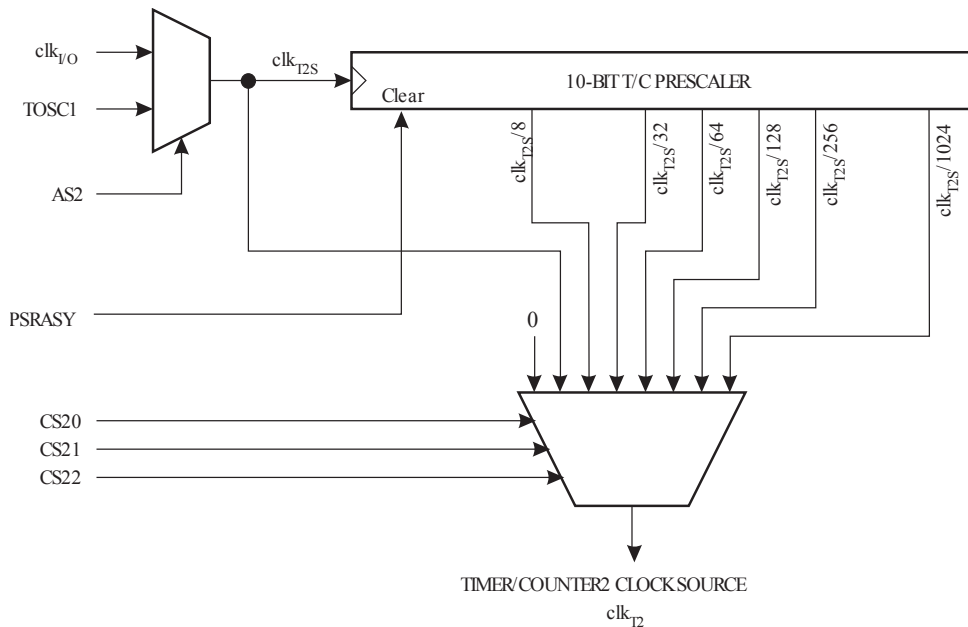 clkI/O
TOSC1
AS2
clkT2S
10-BIT T/C PRESCALER
Clear
clkT2S/8
clkT2S/32
clkT2S/64
clkT2S/128
clkT2S/256
clkT2S/1024
PSRASY
0
CS20
CS21
CS22
TIMER/COUNTER2 CLOCK SOURCE
clkT2